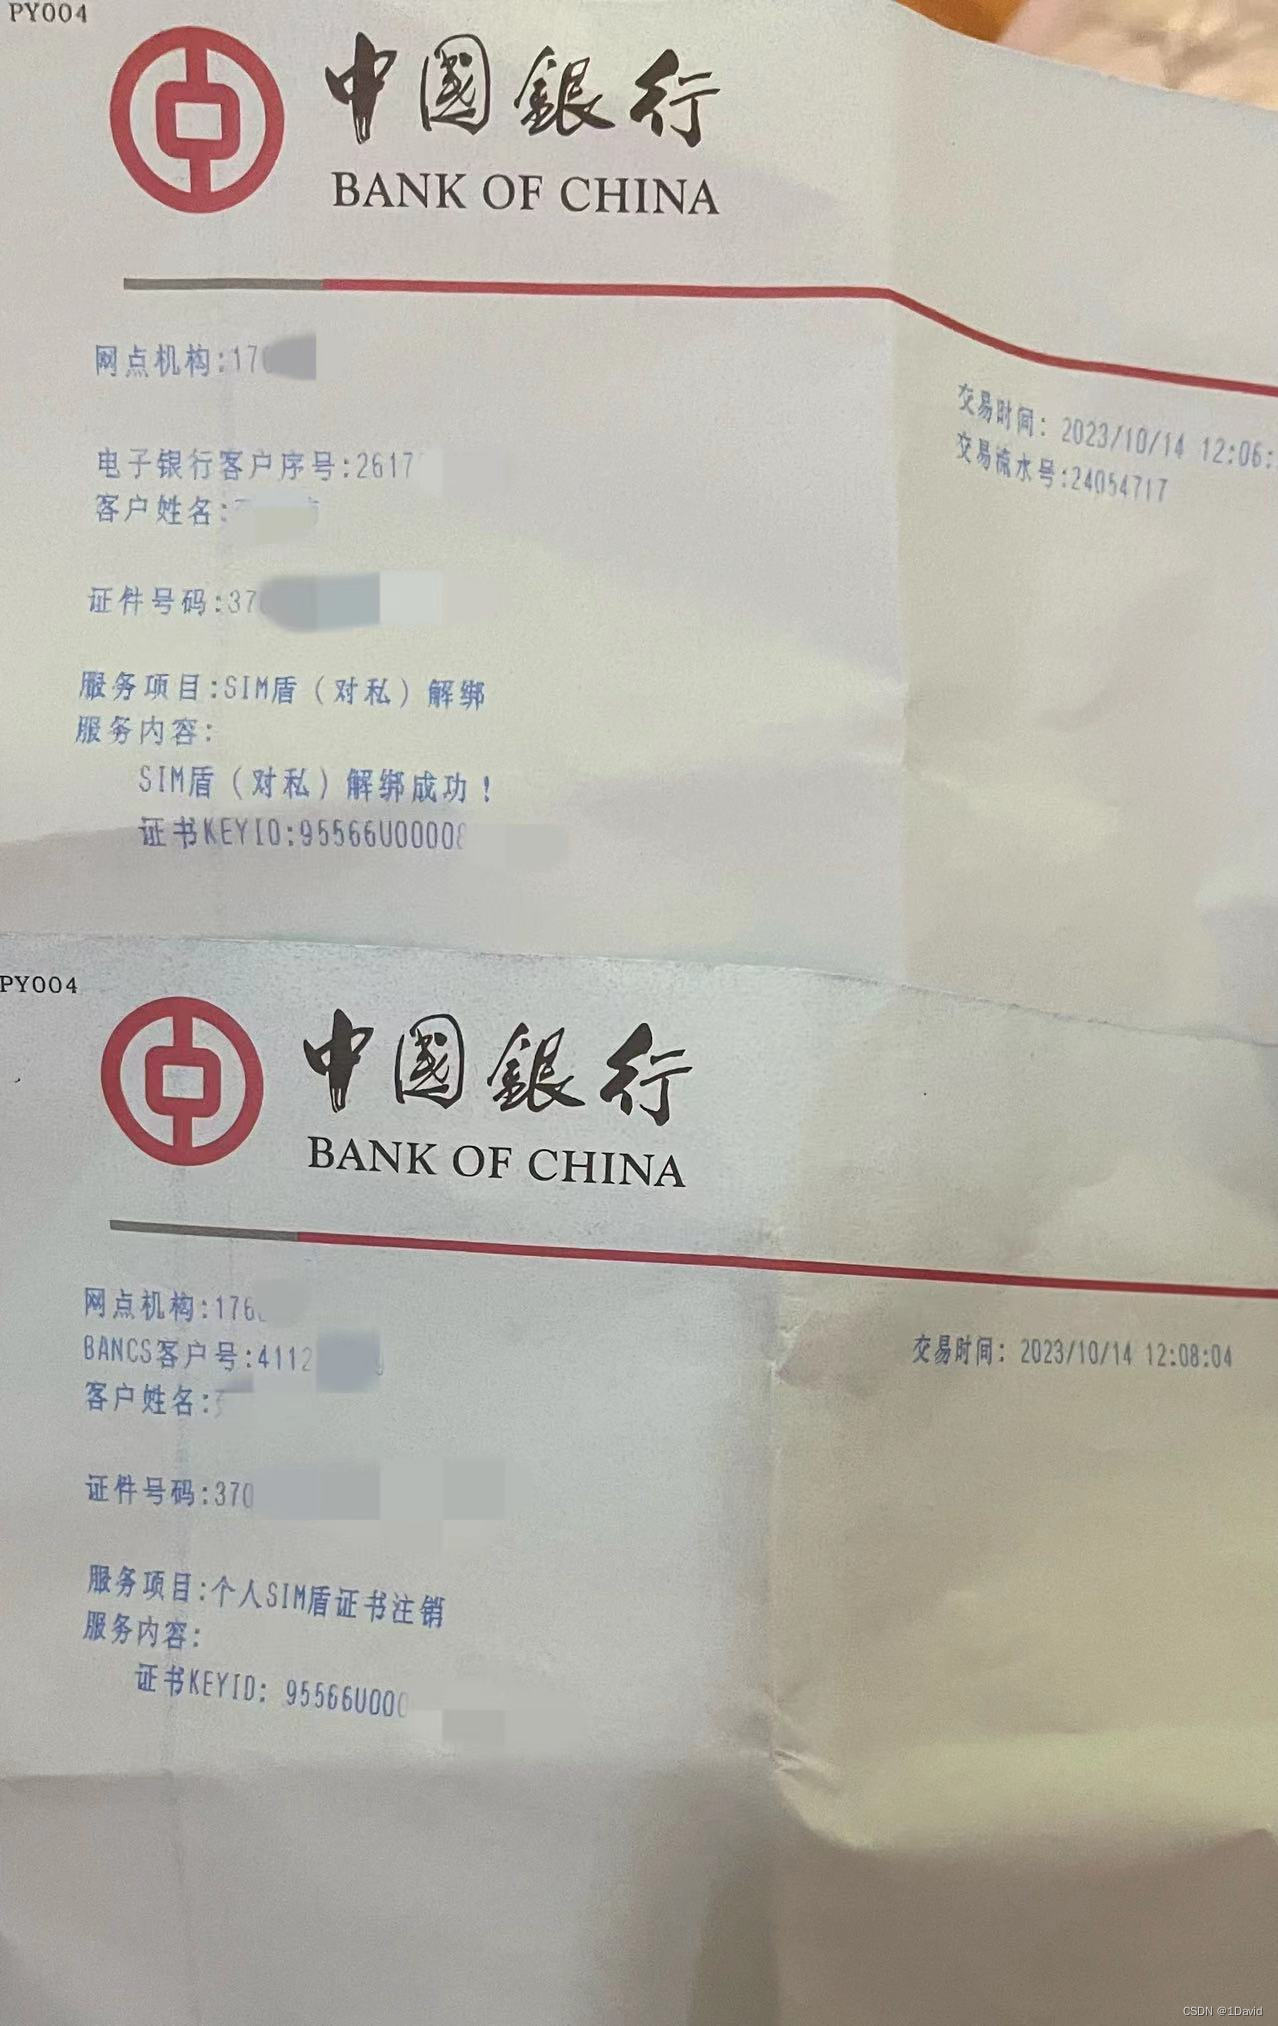 PY004
中國銀行
BANK OF CHINA
网点机构:17
交易时间: 2023/10/14 12:06:
交易流水号:24054717
电子银行客户序号:2617
客户姓名:
证件号码:37
服务项目:SIM盾（对私）解绑
服务内容:
SIM盾（对私）解绑成功!
证书KEYID:95566U00008
PY004
中國銀行
BANK OF CHINA
网点机构:176
BANCS客户号:4112
交易时间: 2023/10/14 12:08:04
客户姓名:
证件号码:370
服务项目:个人SIM盾证书注销
服务内容:
证书KEYID: 95566U000
CSDN @1David